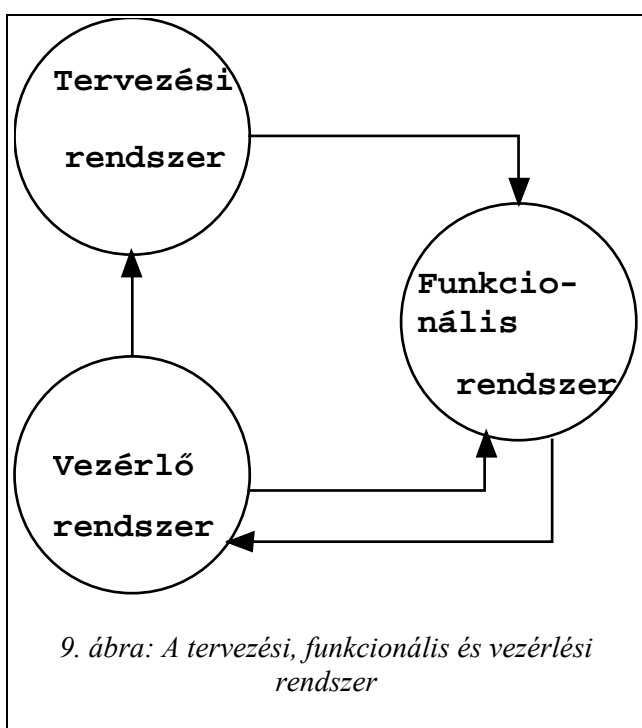 Tervezési
rendszer
Funkcio-
nális
rendszer
Vezérlő
rendszer
9. ábra: A tervezési, funkcionális és vezérlési
rendszer